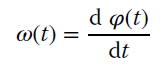 ω(t) = d φ(t) / dt